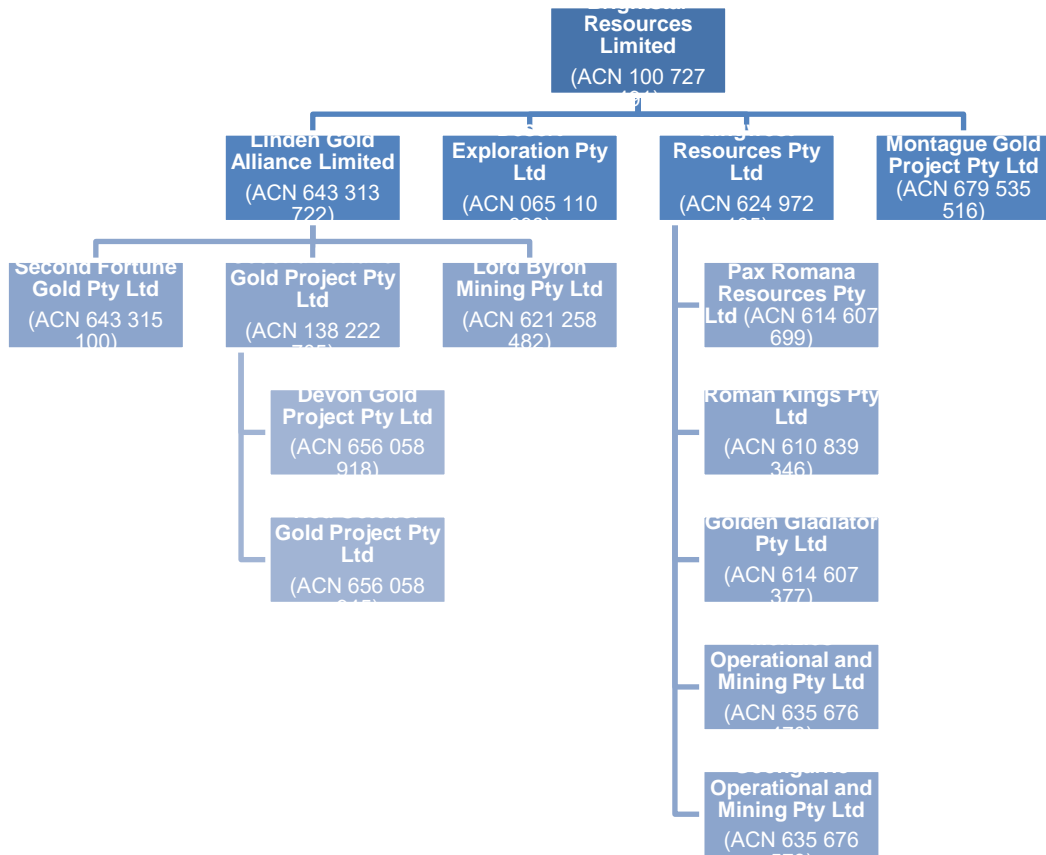 Resources
Limited
(ACN 100 727
Linden Gold
Alliance Limited
(ACN 643 313
722)
Exploration Pty
Ltd
(ACN 065 110
Resources Pty
Ltd
(ACN 624 972
Montague Gold
Project Pty Ltd
(ACN 679 535
516)
Second Fortune
Gold Pty Ltd
(ACN 643 315
100)
Gold Project Pty
Ltd
(ACN 138 222
Lord Byron
Mining Pty Ltd
(ACN 621 258
482)
Pax Romana
Resources Pty
Ltd (ACN 614 607
699)
Devon Gold
Project Pty Ltd
(ACN 656 058
918)
Roman Kings Pty
Ltd
(ACN 610 839
346)
Gold Project Pty
Ltd
(ACN 656 058
Golden Gladiator
Pty Ltd
(ACN 614 607
377)
Operational and
Mining Pty Ltd
(ACN 635 676
Operational and
Mining Pty Ltd
(ACN 635 676